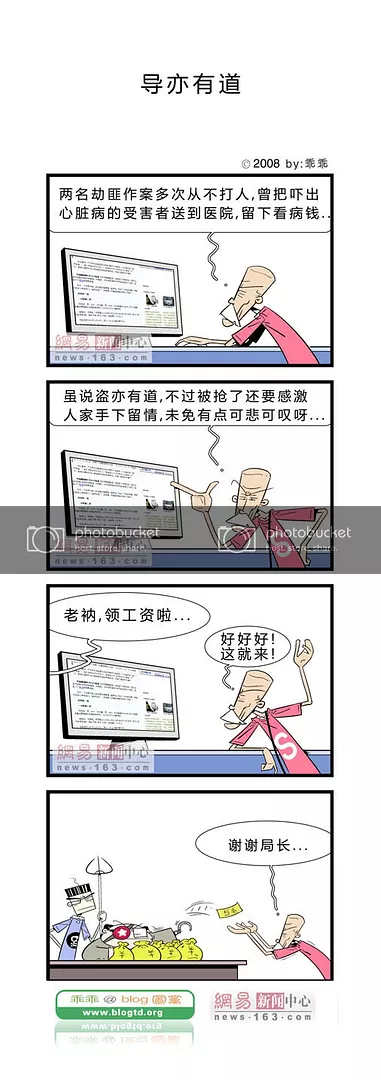 导亦有道
© 2008 by:乖乖
两名劫匪作案多次从不打人,曾把吓出
心脏病的受害者送到医院,留下看病钱..
網易新闻中心
news·163·com
虽说盗亦有道,不过被抢了还要感激
人家手下留情,未免有点可悲可叹呀...
photobucket
host. store. share.
photobucket
host. store. share.
老衲,领工资啦...
好好好!
这就来!
S
網易新闻中心
news·163·com
谢谢局长...
乖乖@blog圖黨
www.blogtd.org
網易新闻中心
news·163·com